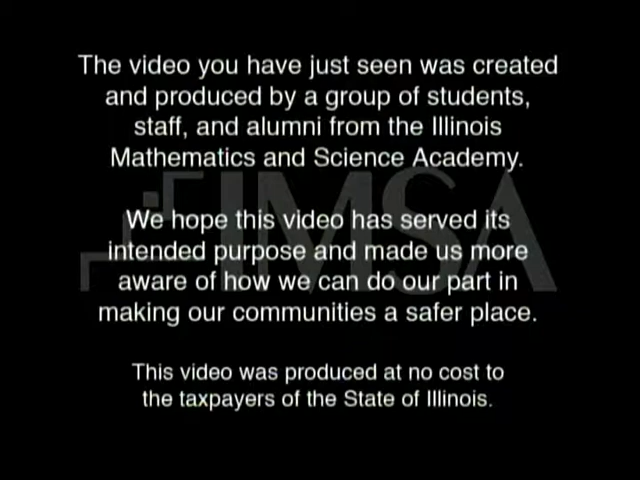 The video you have just seen was created
and produced by a group of students,
staff, and alumni from the Illinois
Mathematics and Science Academy.
IMSA
We hope this video has served its
intended purpose and made us more
aware of how we can do our part in
making our communities a safer place.
This video was produced at no cost to
the taxpayers of the State of Illinois.